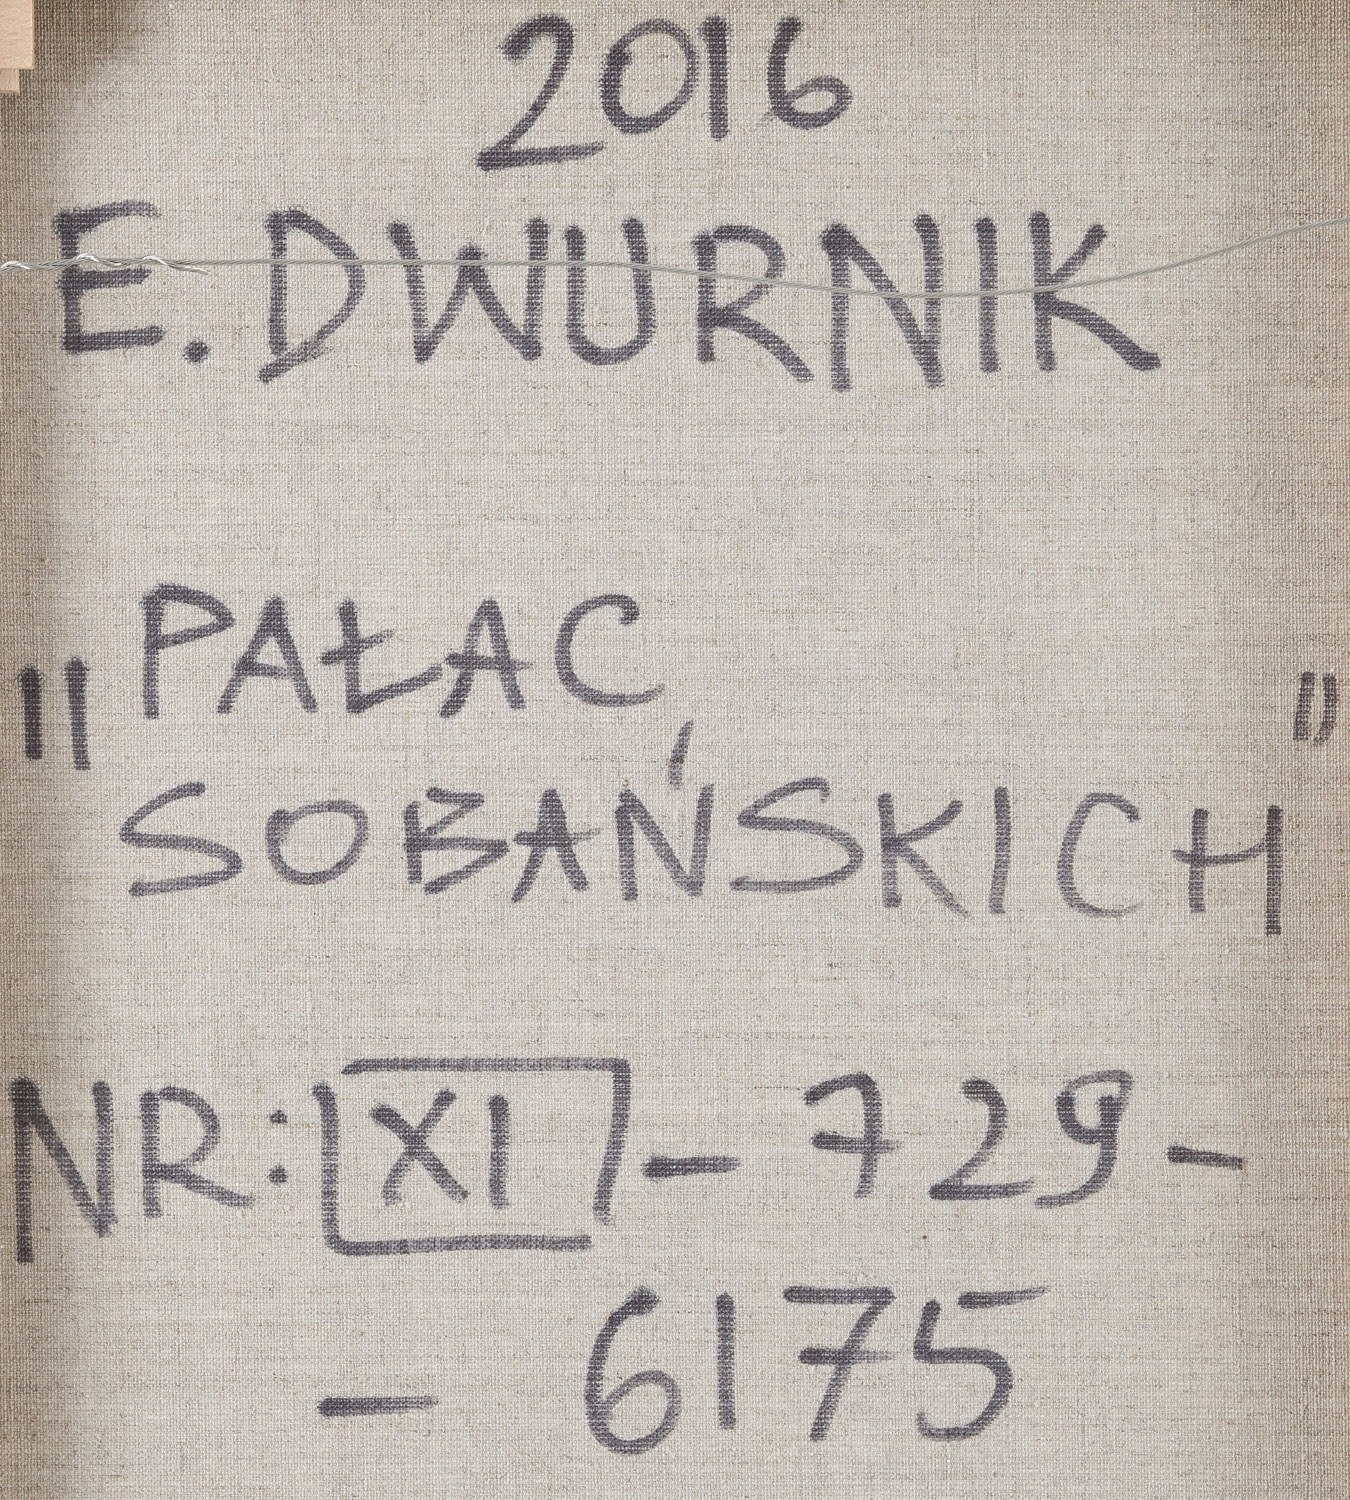 2016
E. DWURNIK
" PAŁAC "
SOBAŃSKICH
NR: XI - 729 -
- 6175